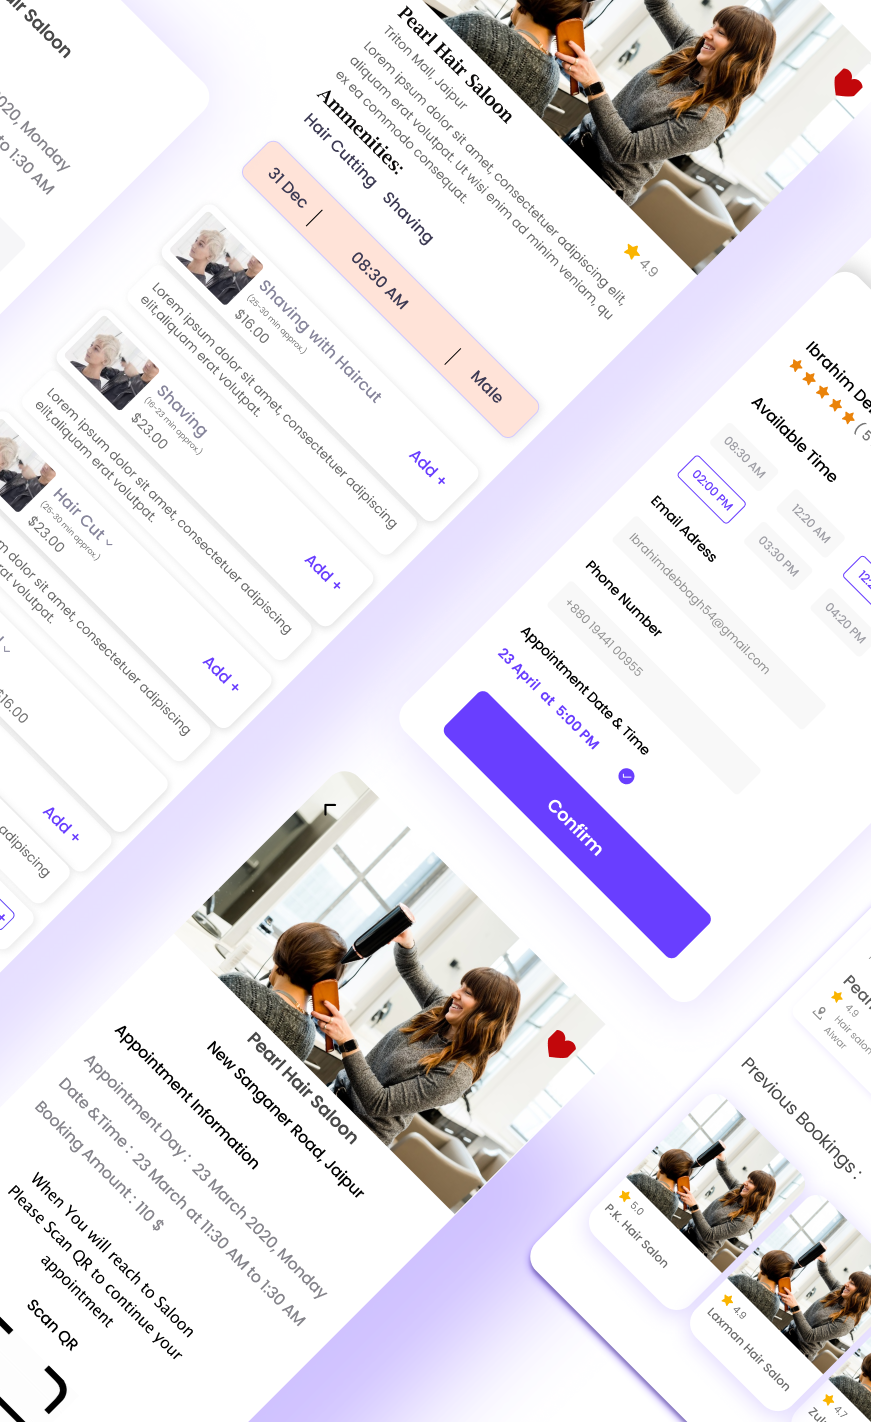 air Saloon
2020, Monday
to 1:30 AM
Pearl Hair Saloon
Triton Mall, Jaipur
Lorem ipsum dolor sit amet, consectetuer adipiscing elit,
aliquam erat volutpat. Ut wisi enim ad minim veniam, qu
ex ea commodo consequat.
4.9
Ammenities:
Hair Cutting Shaving
31 Dec | 08:30 AM | Male
Shaving with Haircut
(25-30 min approx.)
$16.00
Add +
Lorem ipsum dolor sit amet, consectetuer adipiscing
elit,aliquam erat volutpat.
Shaving
(18-23 min approx.)
$23.00
Add +
Lorem ipsum dolor sit amet, consectetuer adipiscing
elit,aliquam erat volutpat.
Hair Cut
(25-30 min approx.)
$23.00
Add +
m dolor sit amet, consectetuer adipiscing
rat volutpat.
$16.00
Add +
adipiscing
Ibrahim De
( 5
Available Time
08:30 AM
12:20 AM
02:00 PM
03:30 PM
04:20 PM
Email Adress
Ibrahimdebbagh54@gmail.com
Phone Number
+880 19441 00955
Appointment Date & Time
23 April at 5:00 PM
Confirm
Pearl Hair Saloon
New Sanganer Road, Jaipur
Appointment Information
Appointment Day : 23 March 2020, Monday
Date &Time : 23 March at 11:30 AM to 1:30 AM
Booking Amount : 110 $
When You will reach to Saloon
Please Scan QR to continue your
appointment
Scan QR
Pear
4.9
Hair salon
Alwar
Previous Bookings :
5.0
P.K. Hair Salon
4.9
Laxman Hair Salon
4.7
Zul